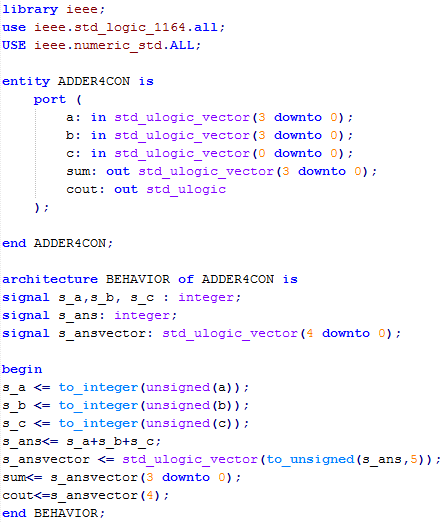 library ieee;
use ieee.std_logic_1164.all;
USE ieee.numeric_std.ALL;
entity ADDER4CON is
port (
a: in std_ulogic_vector(3 downto 0);
b: in std_ulogic_vector(3 downto 0);
c: in std_ulogic_vector(0 downto 0);
sum: out std_ulogic_vector(3 downto 0);
cout: out std_ulogic
);
end ADDER4CON;
architecture BEHAVIOR of ADDER4CON is
signal s_a,s_b, s_c : integer;
signal s_ans: integer;
signal s_ansvector: std_ulogic_vector(4 downto 0);
begin
s_a <= to_integer(unsigned(a));
s_b <= to_integer(unsigned(b));
s_c <= to_integer(unsigned(c));
s_ans<= s_a+s_b+s_c;
s_ansvector <= std_ulogic_vector(to_unsigned(s_ans,5));
sum<= s_ansvector(3 downto 0);
cout<=s_ansvector(4);
end BEHAVIOR;